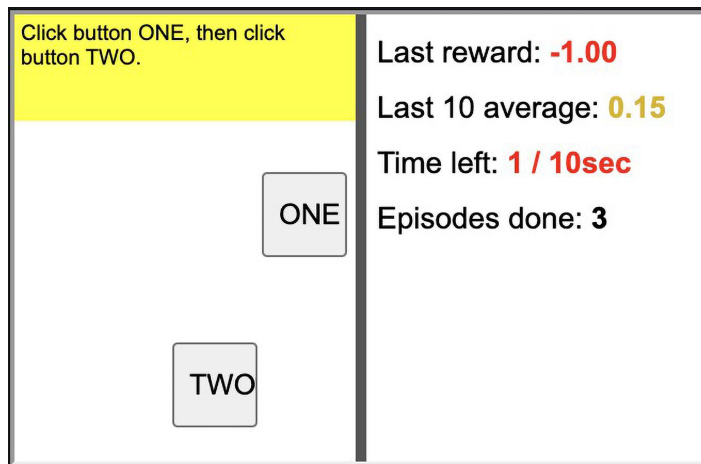 Click button ONE, then click
button TWO.
ONE
TWO
Last reward: -1.00
Last 10 average: 0.15
Time left: 1 / 10sec
Episodes done: 3